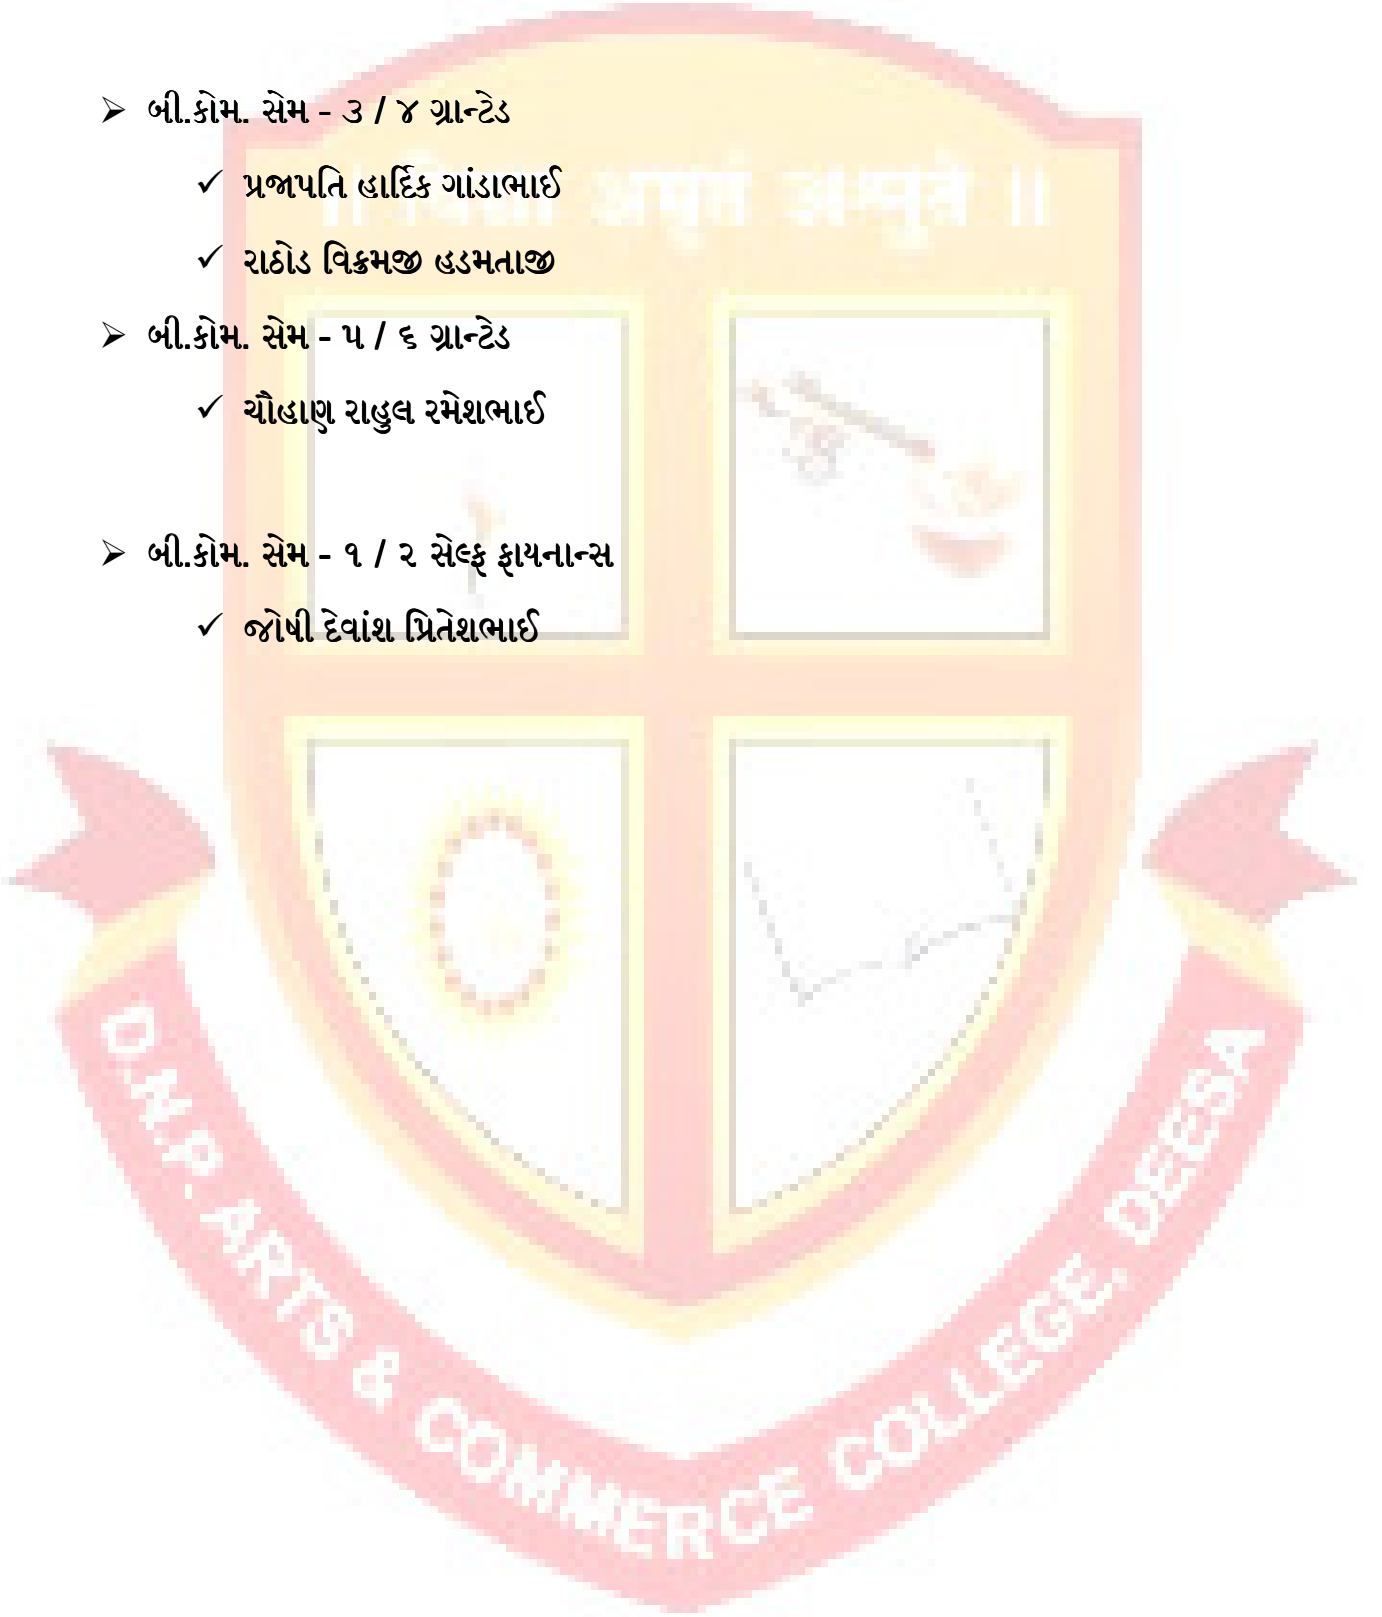 ➢ બી.કોમ. સેમ - ૩ / ૪ ગ્રાન્ટેડ
✓ પ્રજાપતિ હાર્દિક ગાંડાભાઈ
✓ રાઠોડ વિક્રમજી હડમતાજી
➢ બી.કોમ. સેમ - ૫ / ૬ ગ્રાન્ટેડ
✓ ચૌહાણ રાહુલ રમેશભાઈ
➢ બી.કોમ. સેમ - ૧ / ૨ સેલ્ફ ફાયનાન્સ
✓ જોષી દેવાંશ પ્રિતેશભાઈ
D.N.P. ARTS & COMMERCE COLLEGE, DEESA